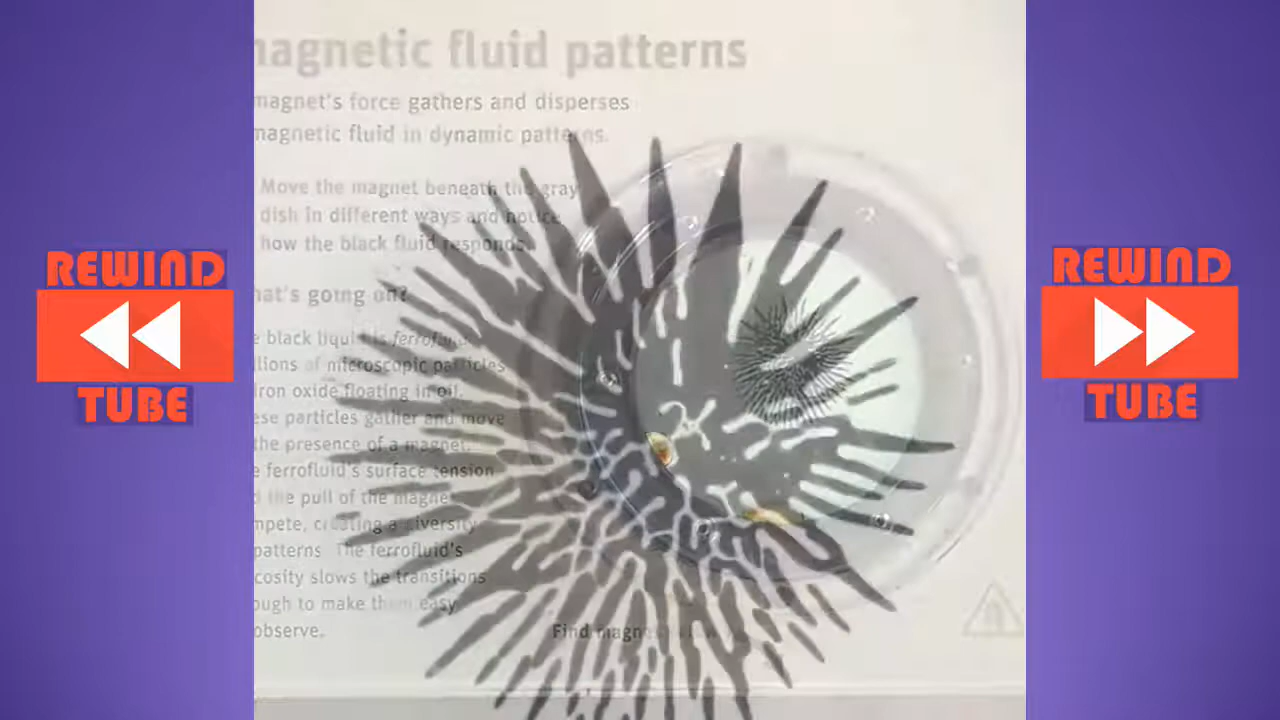 REWIND
TUBE
magnetic fluid patterns
magnet's force gathers and disperses
magnetic fluid in dynamic patterns.
Move the magnet beneath the gray
dish in different ways and notice
how the black fluid responds.
hat's going on?
e black liquid is ferrofluid
llions of microscopic particles
iron oxide floating in oil.
ese particles gather and move
the presence of a magnet.
e ferrofluid's surface tension
d the pull of the magnet
mpete, creating a diversity
patterns. The ferrofluid's
cosity slows the transitions
ough to make them easy
observe.
Find magnet
REWIND
TUBE